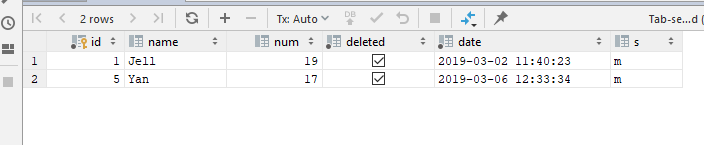 2 rows Tx: Auto DB Tab-se...d
id name num deleted date s
1 1 Jell 19 2019-03-02 11:40:23 m
2 5 Yan 17 2019-03-06 12:33:34 m